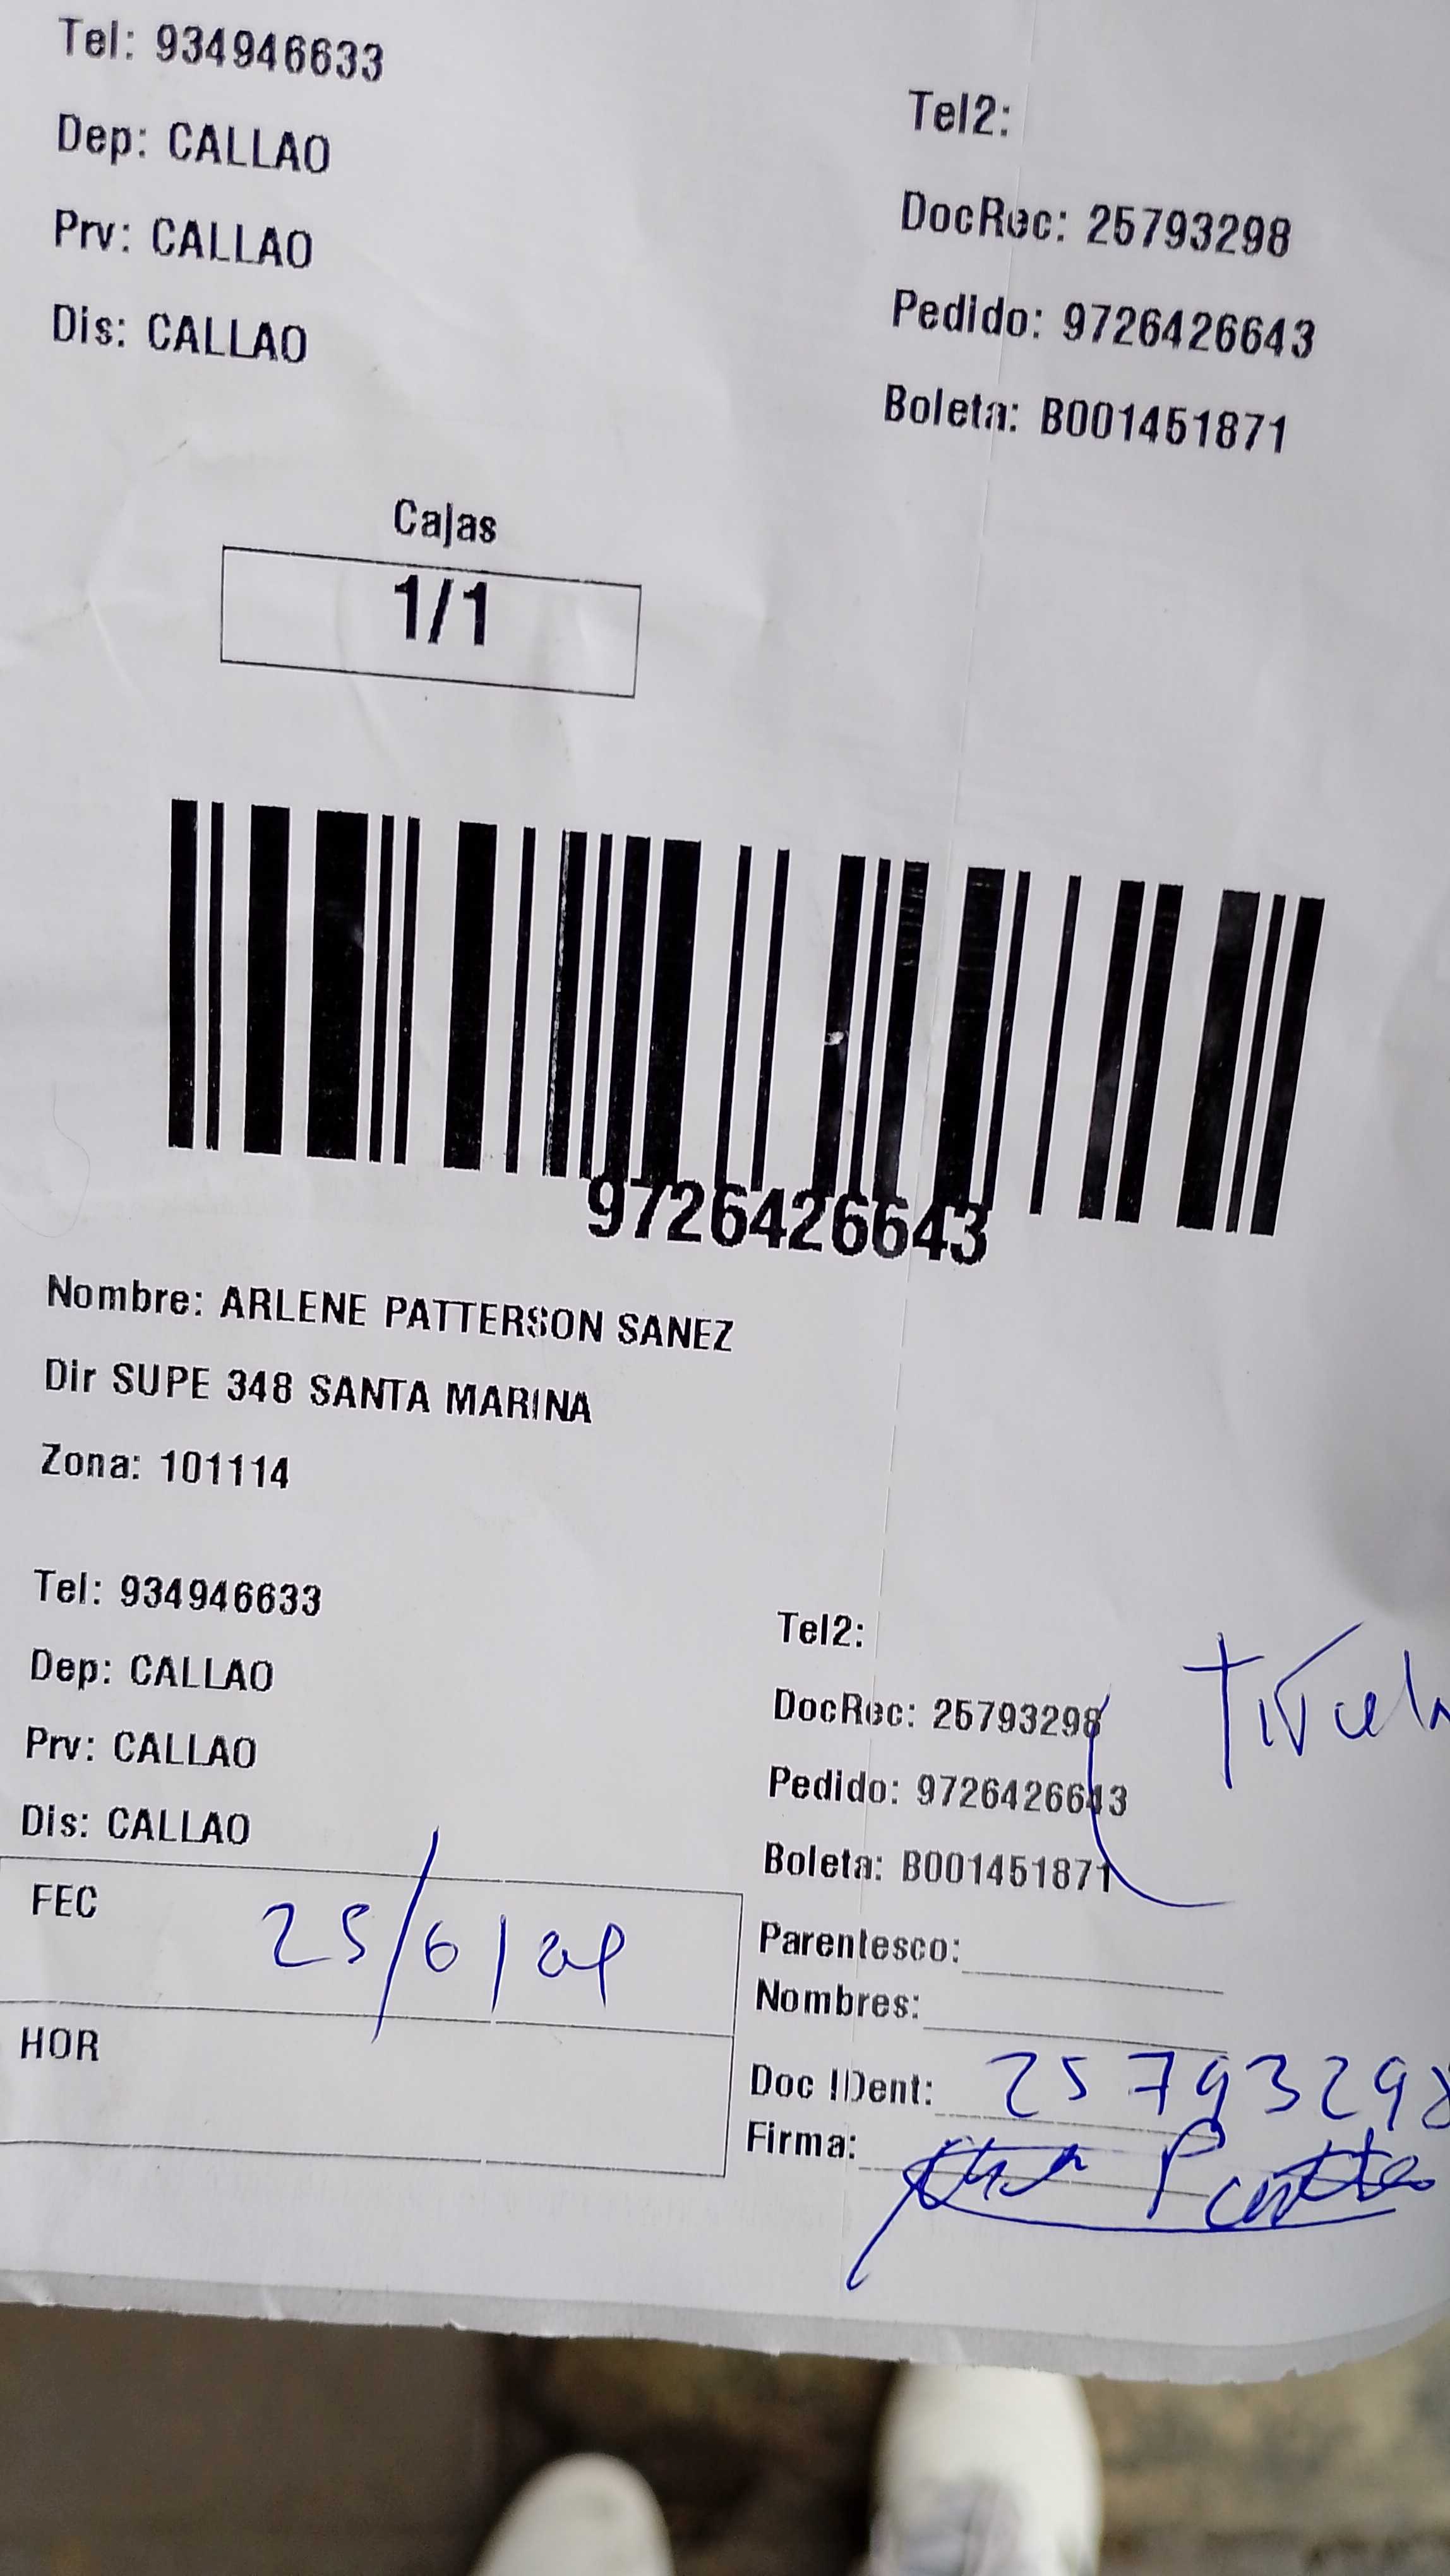 Tel: 934946633
Tel2:
Dep: CALLAO
DocRec: 25793298
Prv: CALLAO
Pedido: 9726426643
Dis: CALLAO
Boleta: B001451871
Cajas
1/1
9726426643
Nombre: ARLENE PATTERSON SANEZ
Dir SUPE 348 SANTA MARINA
Zona: 101114
Tel: 934946633
Tel2:
Dep: CALLAO
DocRec: 25793298
Prv: CALLAO
Pedido: 9726426643
Dis: CALLAO
Boleta: B001451871
FEC 25/6/
Parentesco:
Nombres:
HOR
Doc IDent: 25793298
Firma: